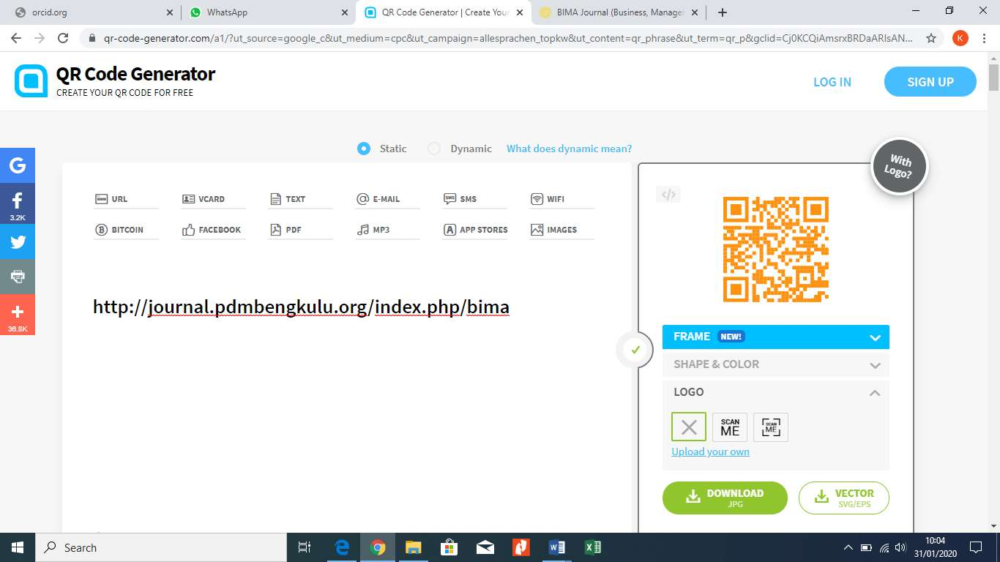 orcid.org
WhatsApp
QR Code Generator | Create Your
BIMA Journal (Business, Manage
qr-code-generator.com/a1/?ut_source=google_c&ut_medium=cpc&ut_campaign=allesprachen_topkw&ut_content=qr_phrase&ut_term=qr_p&gclid=Cj0KCQiAmsrxBRDaARIsAN...
K
QR Code Generator
CREATE YOUR QR CODE FOR FREE
LOG IN
SIGN UP
Static
Dynamic
What does dynamic mean?
With
Logo?
G
f
3.2K
36.8K
URL
VCARD
TEXT
E-MAIL
SMS
WIFI
BITCOIN
FACEBOOK
PDF
MP3
APP STORES
IMAGES
http://journal.pdmbengkulu.org/index.php/bima
</>
FRAME NEW!
SHAPE & COLOR
LOGO
SCAN
ME
SCAN
ME
Upload your own
DOWNLOAD
JPG
VECTOR
SVG/EPS
Search
10:04
31/01/2020